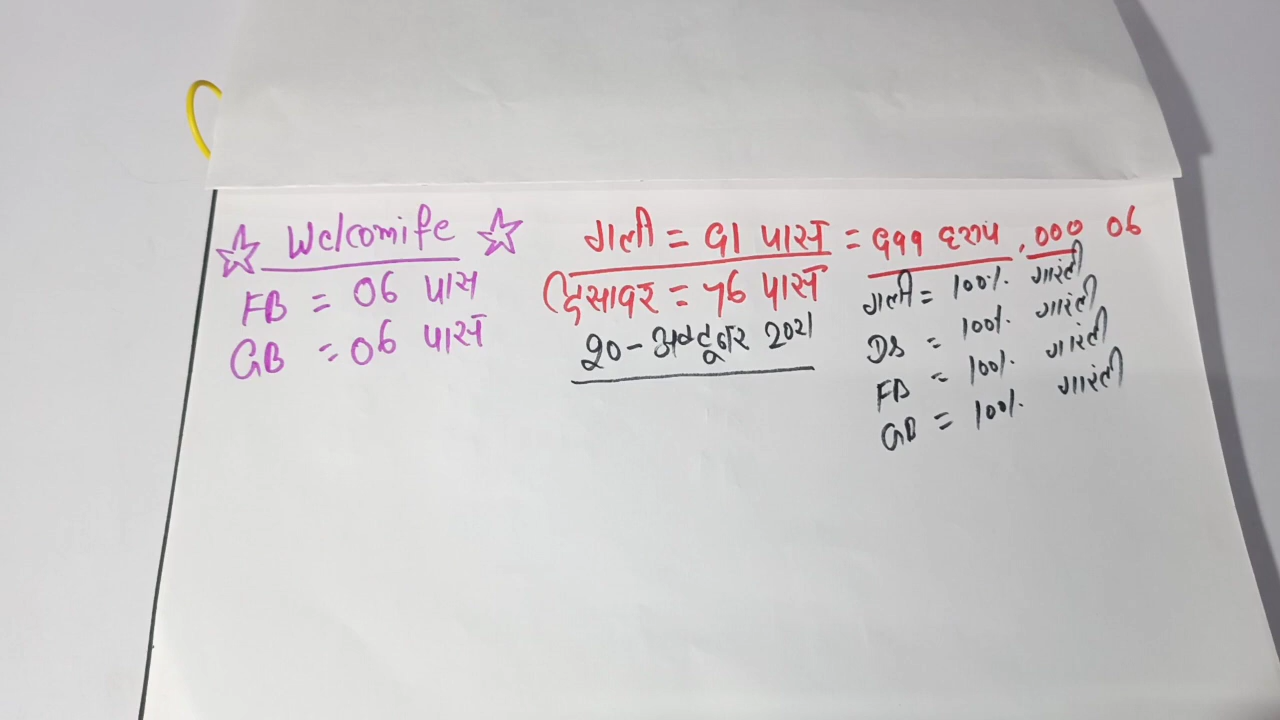 ☆ Welcomife ☆
FB = 06 पास
GB = 06 पास
गली = 91 पास = 999 हराप .000 06
दिसावर = 76 पास
20 - अक्टूबर 2021
गली = 100% गारंटी
DS = 100% गारंटी
FB = 100% गारंटी
GB = 100% गारंटी